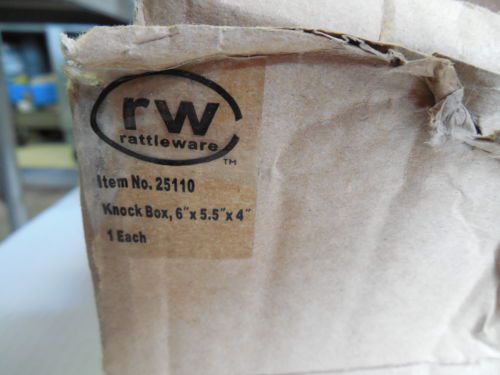 rw
rattleware
TM
Item No. 25110
Knock Box, 6" x 5.5" x 4"
1 Each